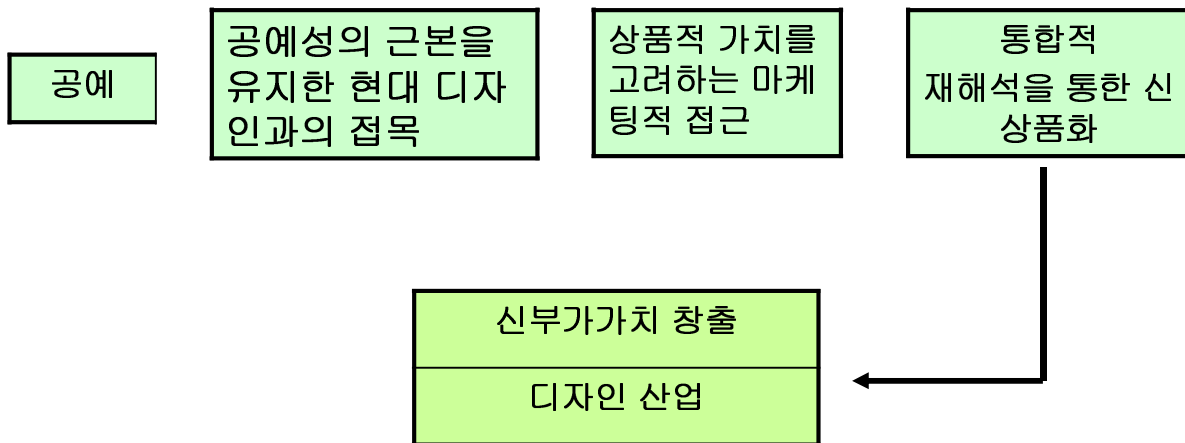 공예
공예성의 근본을
유지한 현대 디자
인과의 접목
상품적 가치를
고려하는 마케
팅적 접근
통합적
재해석을 통한 신
상품화
신부가가치 창출
디자인 산업